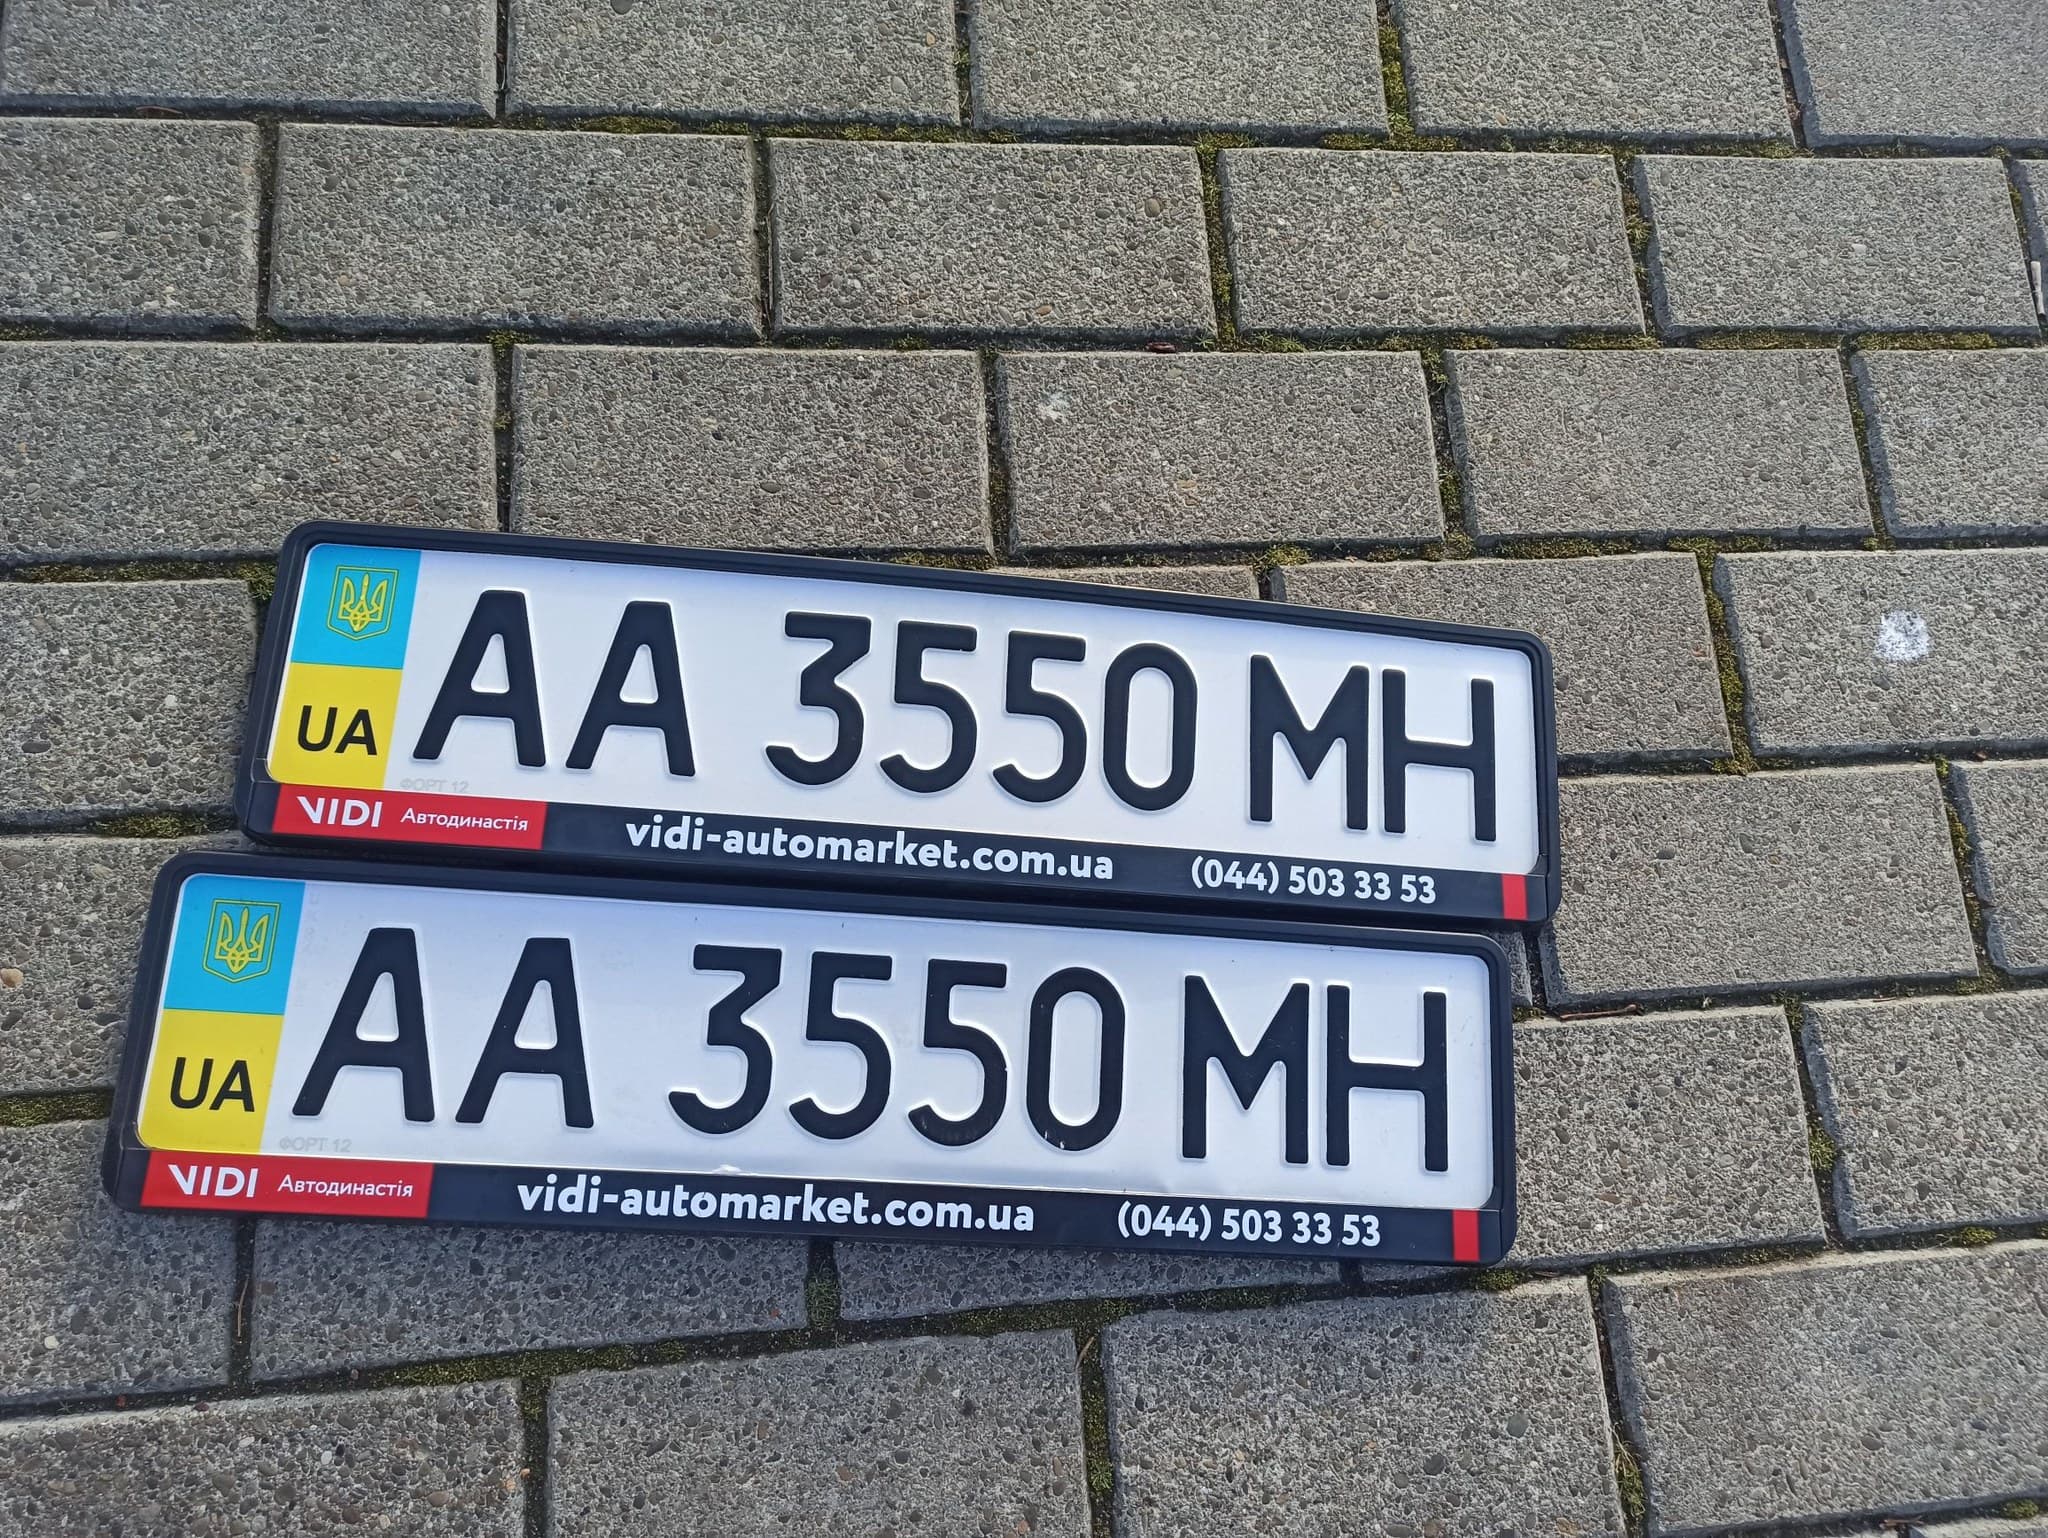 AA 3550 MH
UA
ФОРТ 12
VIDI Автодинастія vidi-automarket.com.ua (044) 503 33 53
AA 3550 MH
UA
ФОРТ 12
VIDI Автодинастія vidi-automarket.com.ua (044) 503 33 53